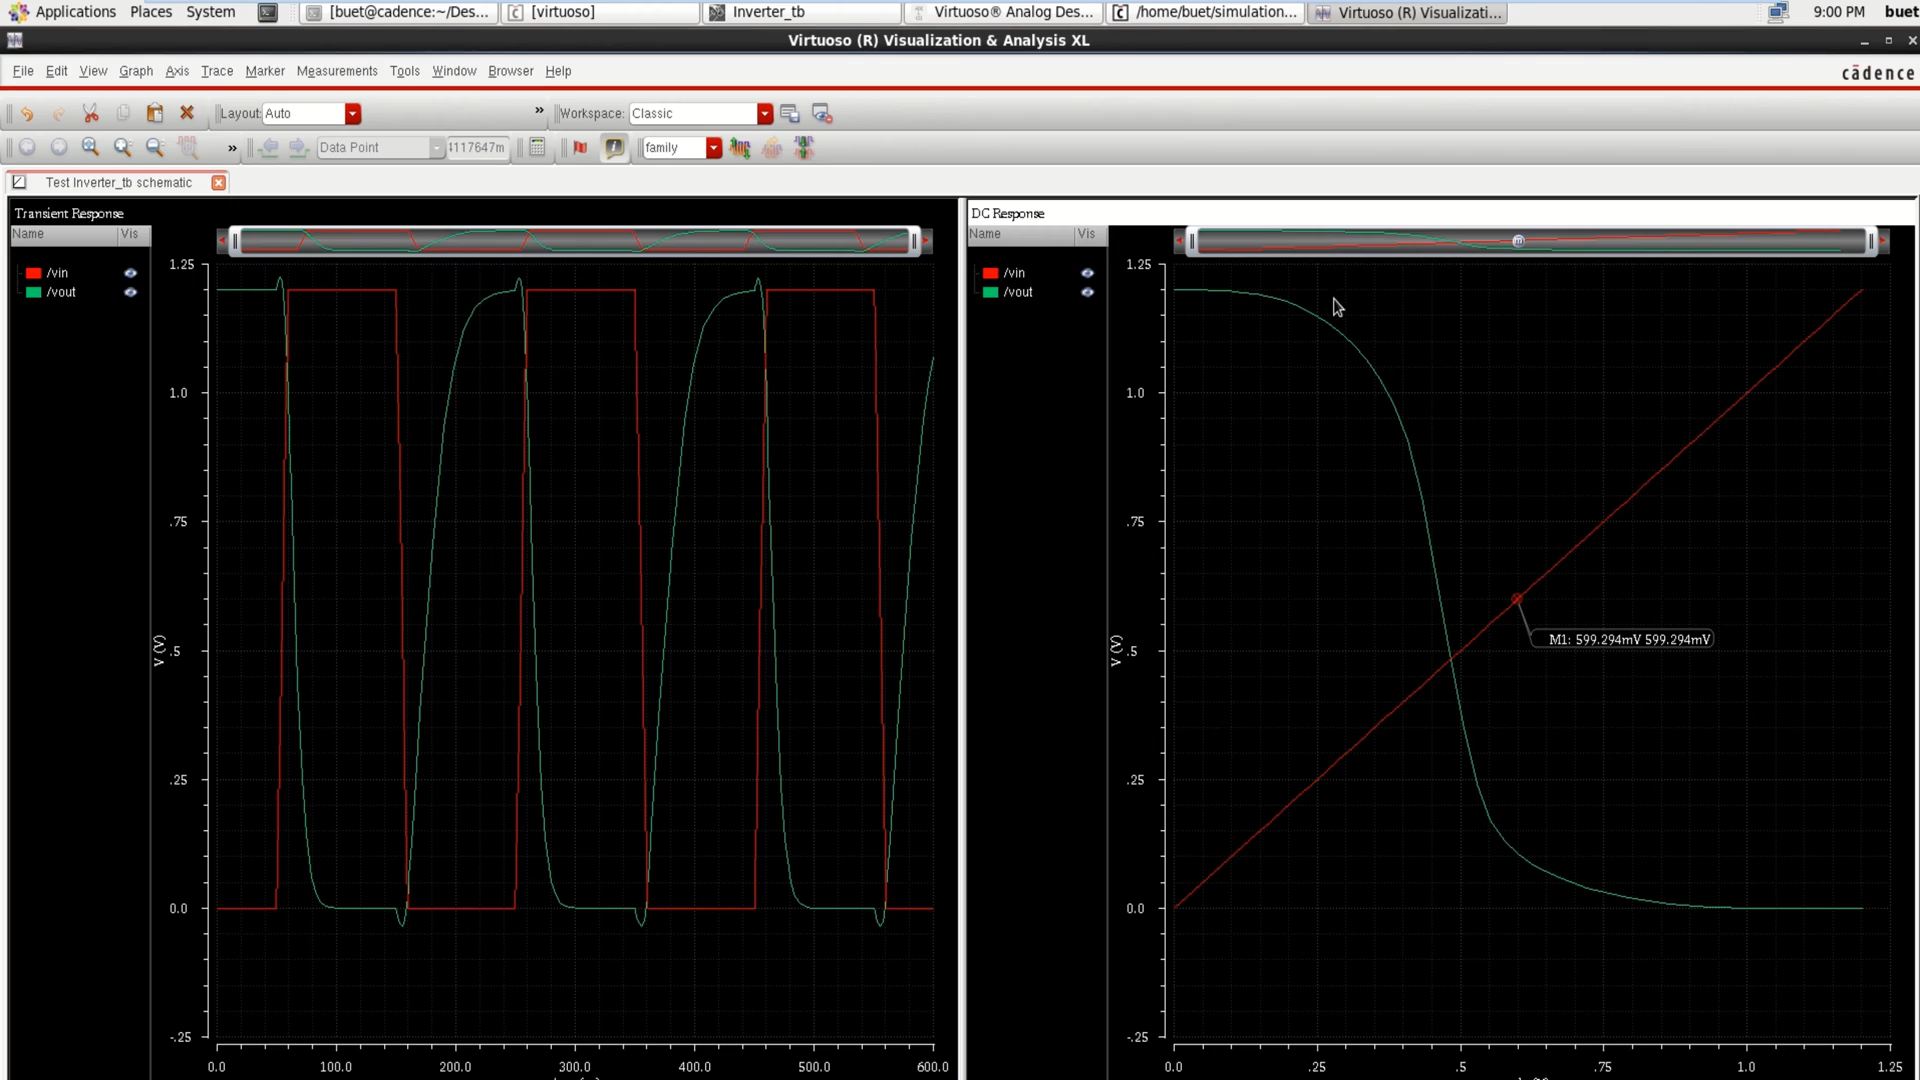 Applications Places System [buet@cadence:~/Des... [virtuoso] Inverter_tb Virtuoso® Analog Des... /home/buet/simulation... Virtuoso (R) Visualizati... 9:00 PM buet
Virtuoso (R) Visualization & Analysis XL
File Edit View Graph Axis Trace Marker Measurements Tools Window Browser Help cādence
Layout: Auto » Workspace: Classic
» Data Point 1117647m family
Test Inverter_tb schematic
Transient Response
Name Vis
/vin
/vout
1.25
1.0
.75
V (V)
.5
.25
0.0
-.25
0.0 100.0 200.0 300.0 400.0 500.0 600.0
DC Response
Name Vis
/vin
/vout
1.25
1.0
.75
M1: 599.294mV 599.294mV
V (V)
.5
.25
0.0
-.25
0.0 .25 .5 .75 1.0 1.25